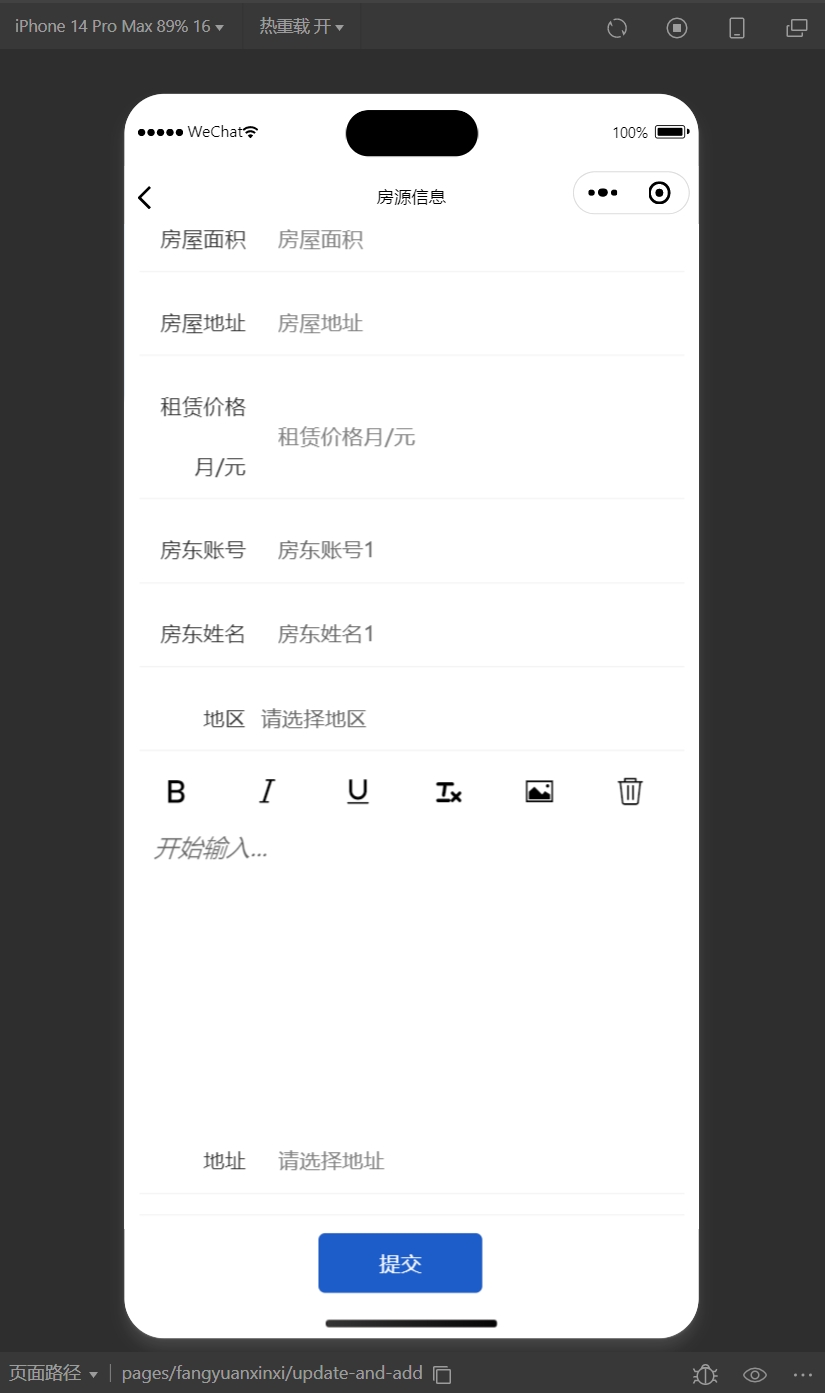 iPhone 14 Pro Max 89% 16 热重载 开
WeChat 100%
房源信息
房屋面积 房屋面积
房屋地址 房屋地址
租赁价格
月/元 租赁价格月/元
房东账号 房东账号1
房东姓名 房东姓名1
地区 请选择地区
B I U Tx
开始输入...
地址 请选择地址
提交
页面路径 pages/fangyuanxinxi/update-and-add